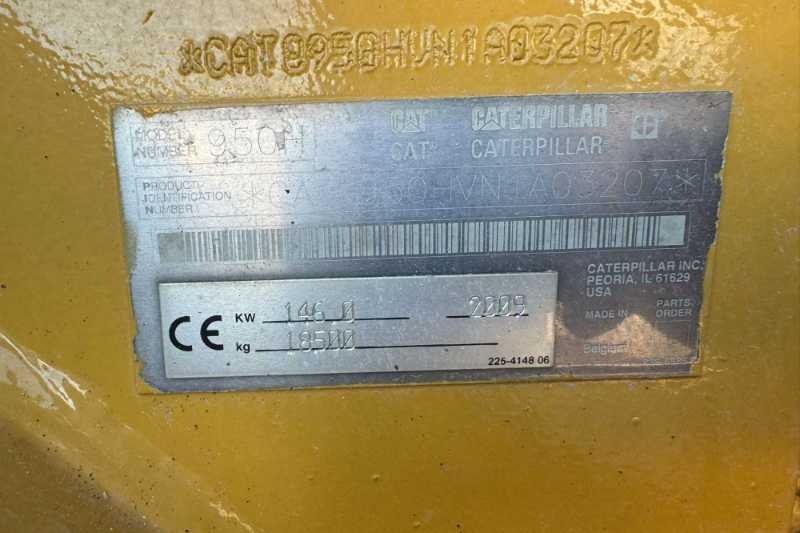 *CAT0950HVN1A03207*
MODEL NUMBER 950H
CAT CATERPILLAR
CAT CATERPILLAR
PRODUCT IDENTIFICATION NUMBER 950HVN1A03207*
CATERPILLAR INC.
PEORIA, IL 61629
USA
MADE IN
PARTS ORDER
Belgium
CE
KW 146.0 2009
kg 18500
225-4148 06